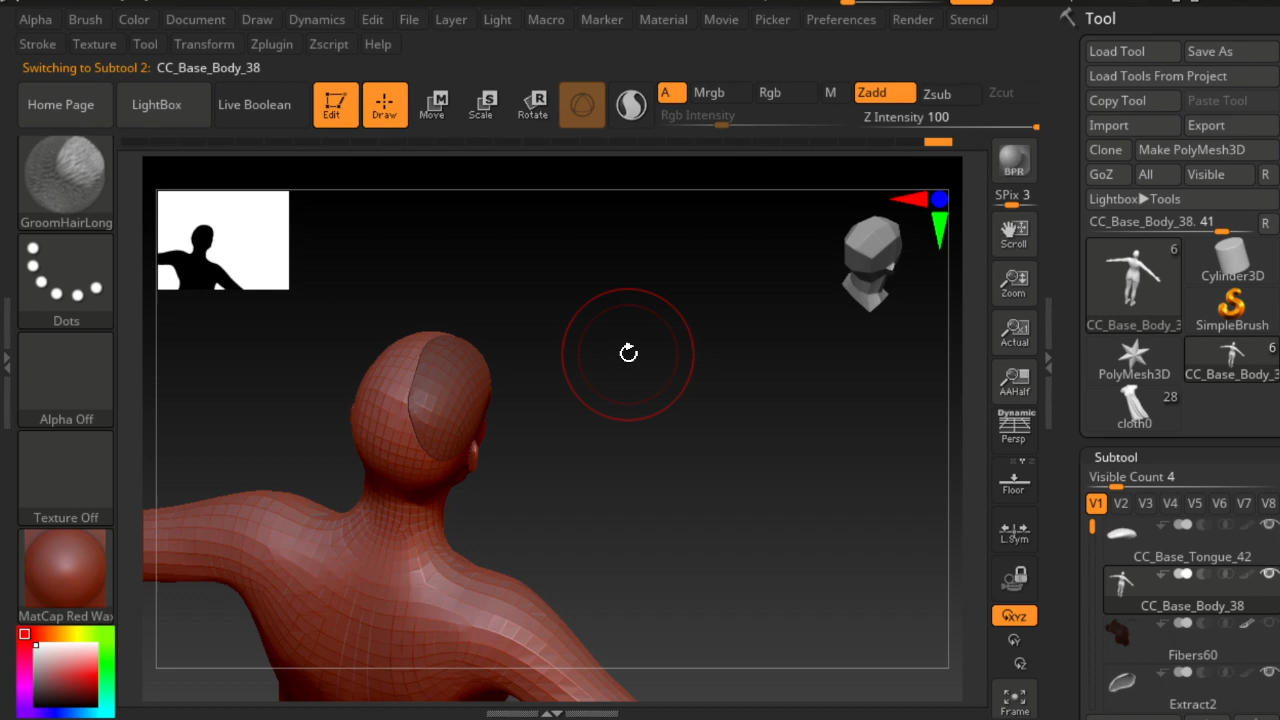 Alpha Brush Color Document Draw Dynamics Edit File Layer Light Macro Marker Material Movie Picker Preferences Render Stencil
Stroke Texture Tool Transform Zplugin Zscript Help
Switching to Subtool 2: CC_Base_Body_38
Home Page LightBox Live Boolean Edit Draw Move Scale Rotate A Mrgb Rgb M Zadd Zsub Zcut
M S R
Rgb Intensity Z Intensity 100
GroomHairLong
Dots
Alpha Off
Texture Off
MatCap Red Wax
BPR
SPix 3
Scroll
Zoom
Actual
AAHalf
Dynamic
Persp
Floor
L.Sym
XYZ
Y
Z
Frame
Tool
Load Tool Save As
Load Tools From Project
Copy Tool Paste Tool
Import Export
Clone Make PolyMesh3D
GoZ All Visible R
Lightbox▶Tools
CC_Base_Body_38. 41 R
6
CC_Base_Body_3
Cylinder3D
SimpleBrush
PolyMesh3D
6
CC_Base_Body_3
28
cloth0
Subtool
Visible Count 4
V1 V2 V3 V4 V5 V6 V7 V8
CC_Base_Tongue_42
CC_Base_Body_38
Fibers60
Extract2